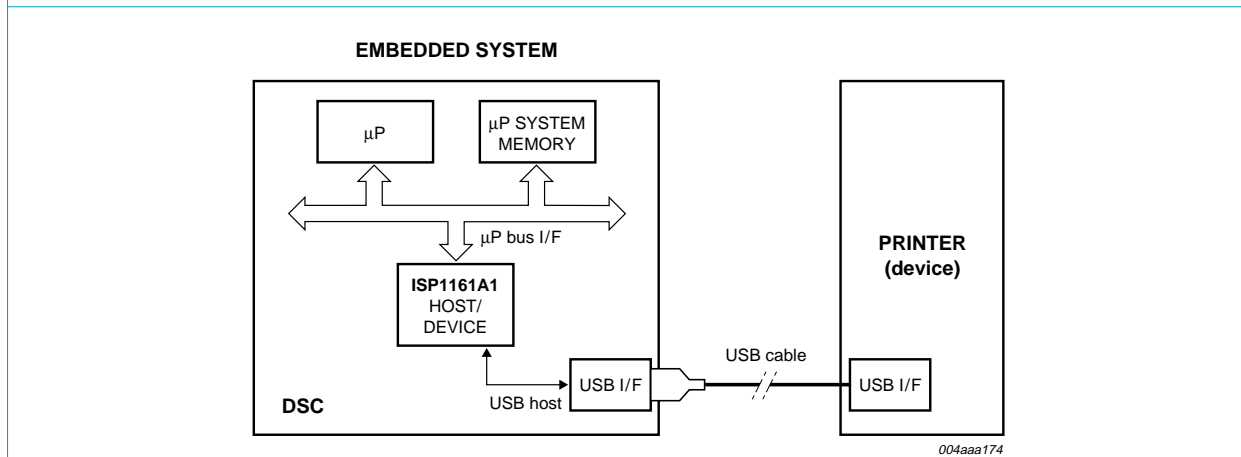 EMBEDDED SYSTEM
μP
μP SYSTEM
MEMORY
μP bus I/F
ISP1161A1
HOST/
DEVICE
USB host
USB I/F
DSC
USB cable
PRINTER
(device)
USB I/F
004aaa174